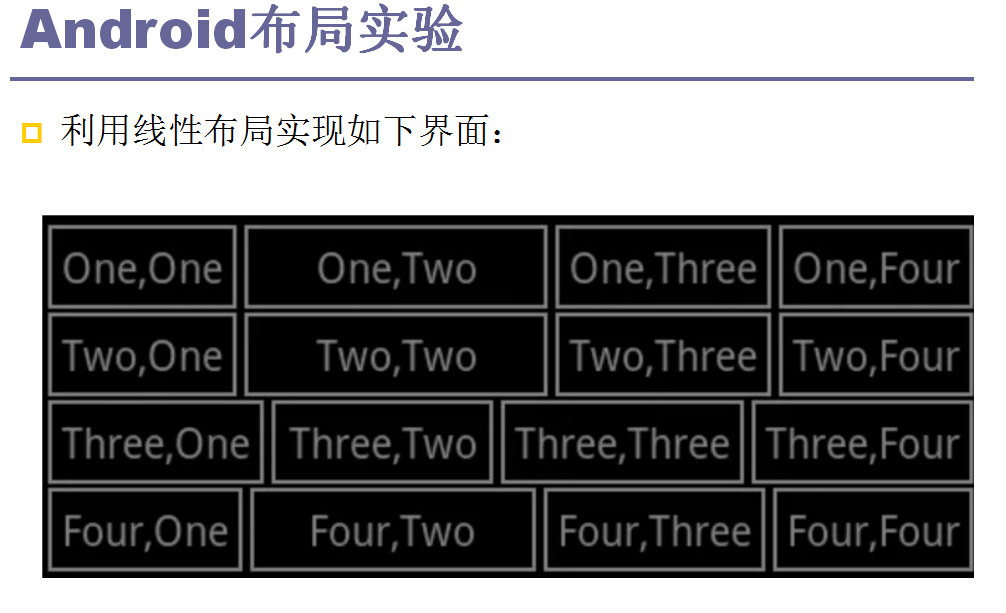 Android布局实验
利用线性布局实现如下界面：
One,One One,Two One,Three One,Four
Two,One Two,Two Two,Three Two,Four
Three,One Three,Two Three,Three Three,Four
Four,One Four,Two Four,Three Four,Four